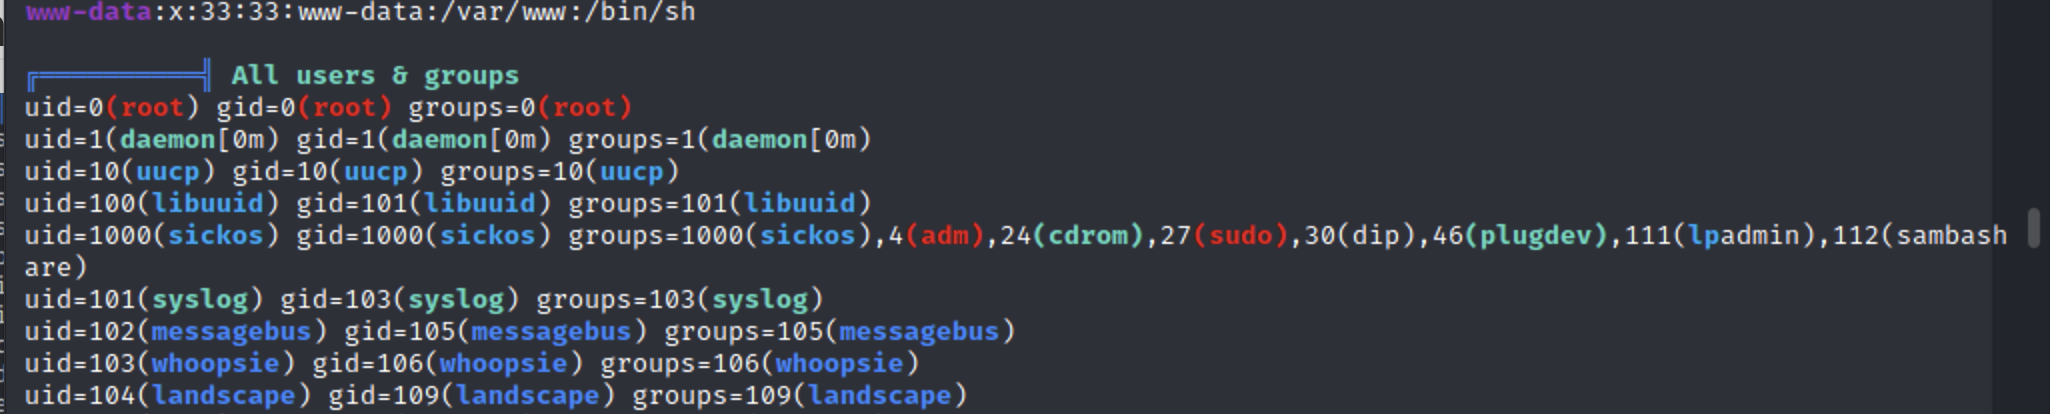 www-data:x:33:33:www-data:/var/www:/bin/sh
╔══════════╣ All users & groups
uid=0(root) gid=0(root) groups=0(root)
uid=1(daemon[0m) gid=1(daemon[0m) groups=1(daemon[0m)
uid=10(uucp) gid=10(uucp) groups=10(uucp)
uid=100(libuuid) gid=101(libuuid) groups=101(libuuid)
uid=1000(sickos) gid=1000(sickos) groups=1000(sickos),4(adm),24(cdrom),27(sudo),30(dip),46(plugdev),111(lpadmin),112(sambash
are)
uid=101(syslog) gid=103(syslog) groups=103(syslog)
uid=102(messagebus) gid=105(messagebus) groups=105(messagebus)
uid=103(whoopsie) gid=106(whoopsie) groups=106(whoopsie)
uid=104(landscape) gid=109(landscape) groups=109(landscape)